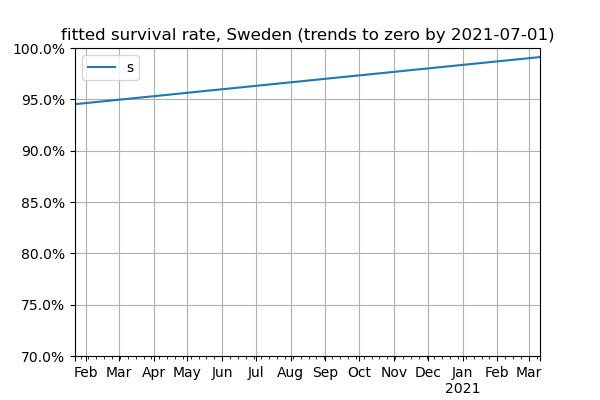 fitted survival rate, Sweden (trends to zero by 2021-07-01)
100.0%
s
95.0%
90.0%
85.0%
80.0%
75.0%
70.0%
Feb Mar Apr May Jun Jul Aug Sep Oct Nov Dec Jan Feb Mar
2021